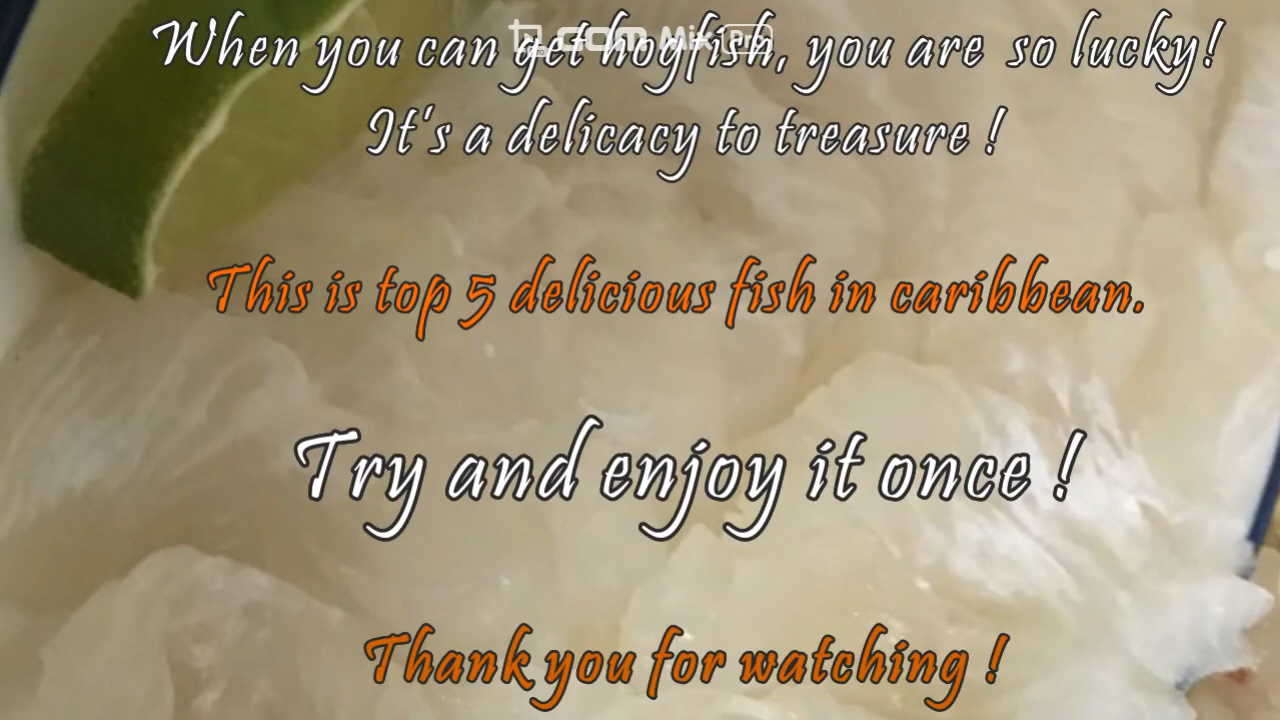 When you can get hogfish, you are so lucky!
It's a delicacy to treasure !
This is top 5 delicious fish in caribbean.
Try and enjoy it once !
Thank you for watching !